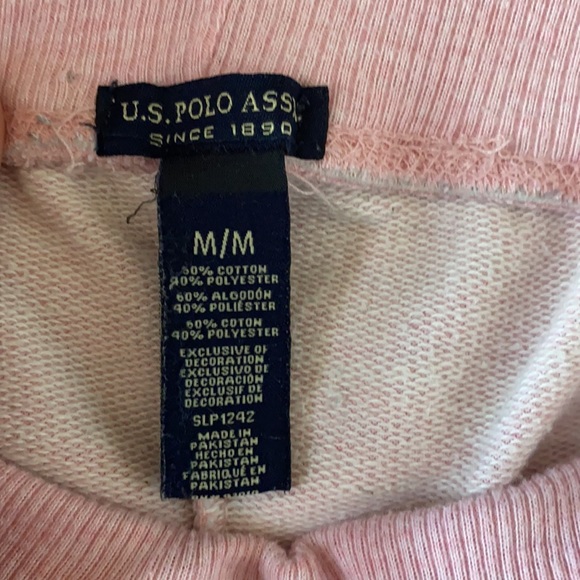 U.S. POLO ASSN.
SINCE 1890
M/M
60% COTTON
40% POLYESTER
60% ALGODÓN
40% POLIÉSTER
60% COTON
40% POLYESTER
EXCLUSIVE OF
DECORATION
EXCLUSIVO DE
DECORACIÓN
EXCLUSIF DE
DECORATION
SLP1242
MADE IN
PAKISTAN
HECHO EN
PAKISTAN
FABRIQUÉ EN
PAKISTAN